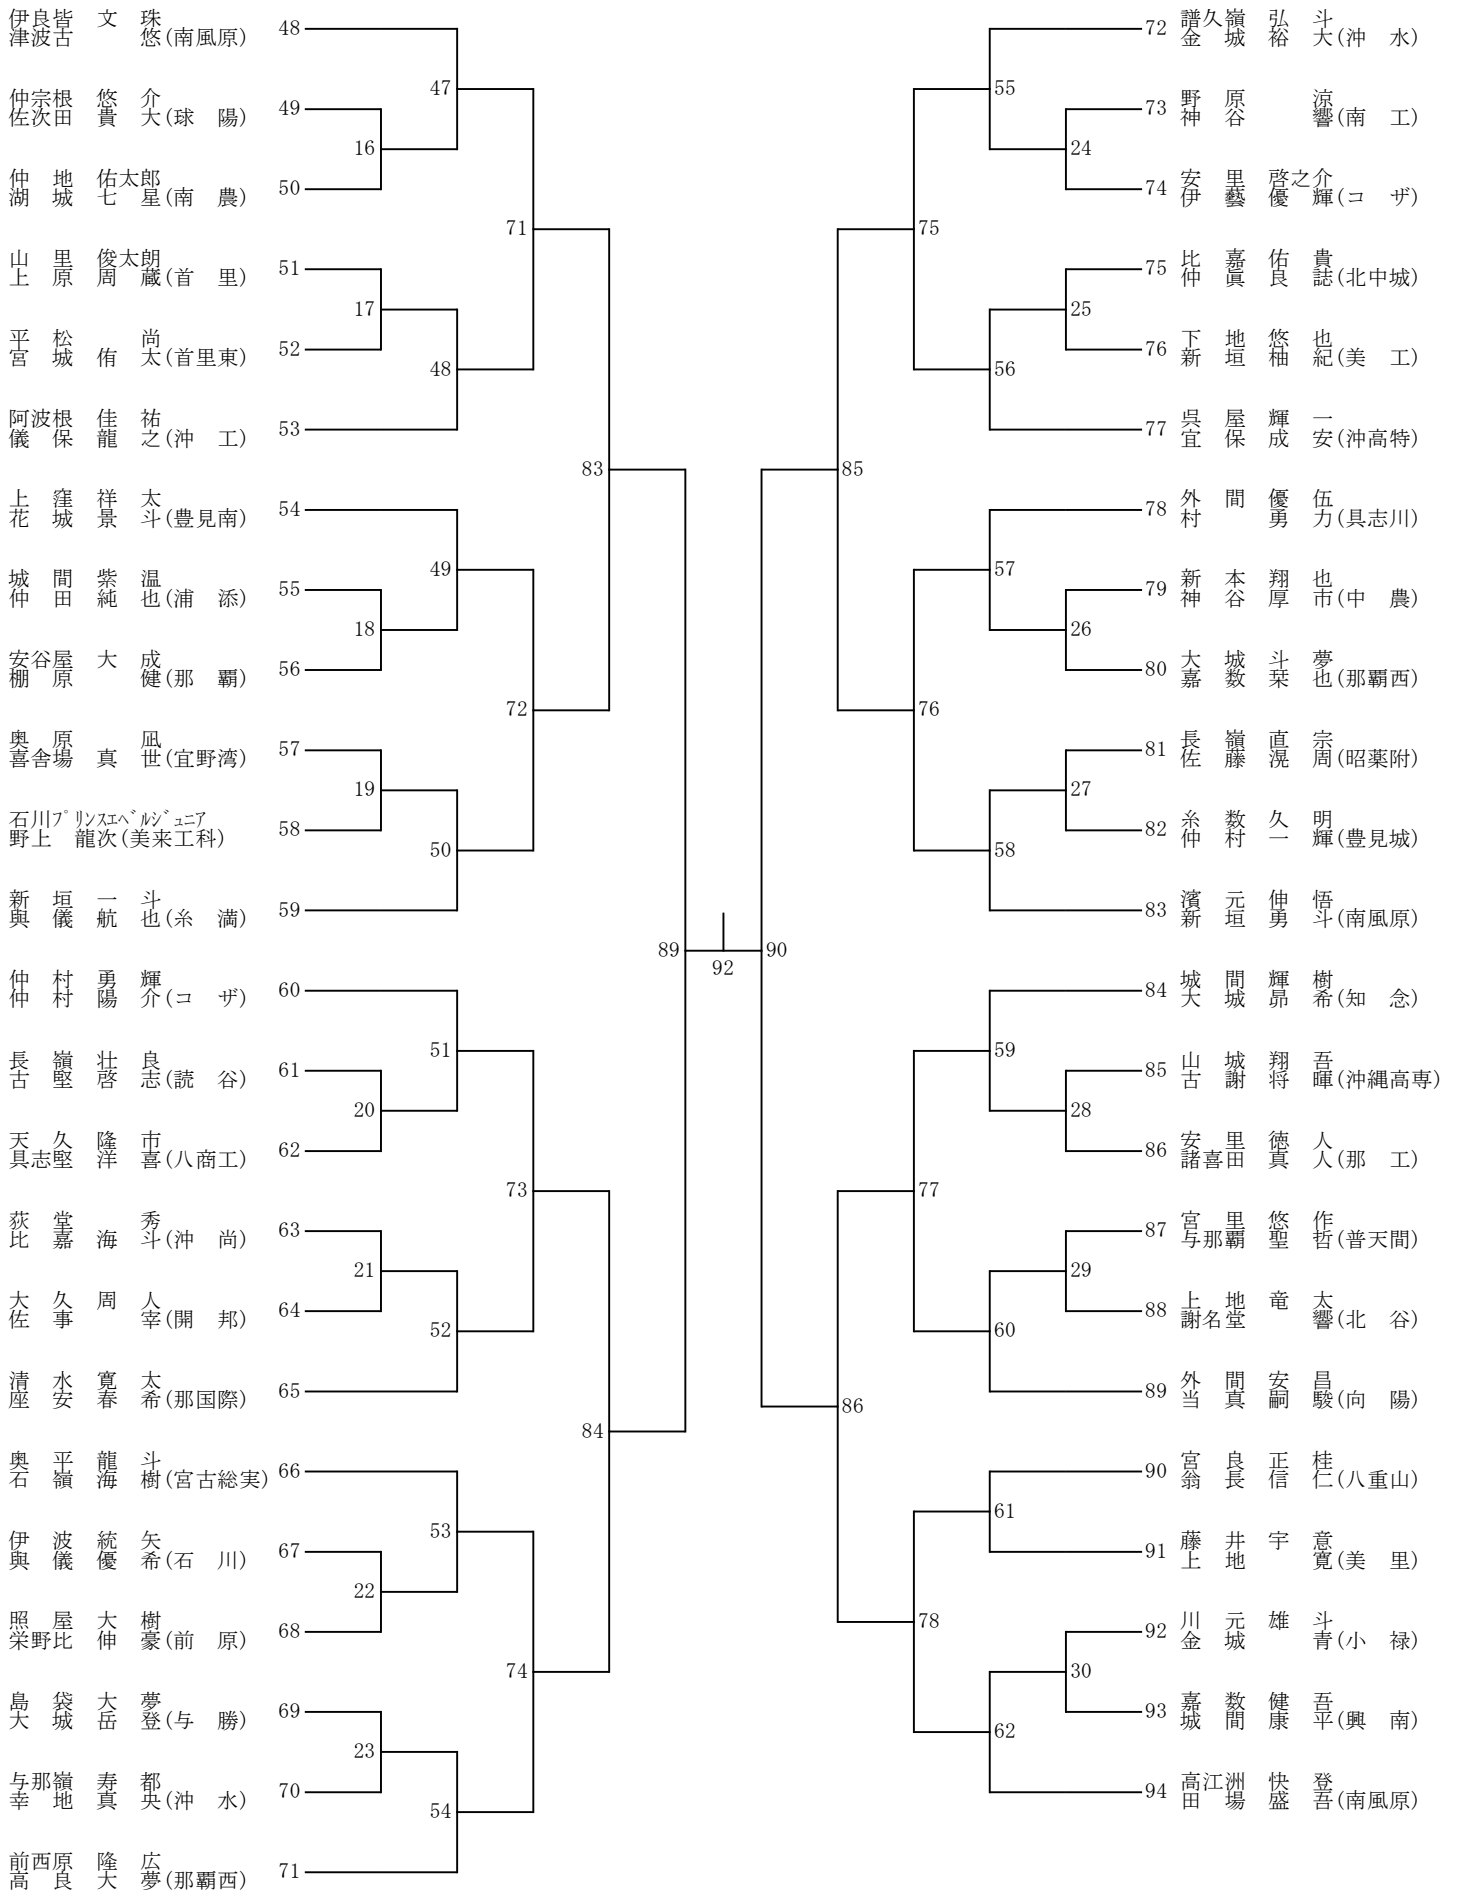 伊良皆 文 珠
津波古 悠(南風原) 48
仲宗根 悠 介
佐次田 貴 大(球 陽) 49
16
仲 地 佑太郎
湖 城 七 星(南 農) 50
47
山 里 俊太朗
上 原 周 蔵(首 里) 51
17
平 松 尚
宮 城 侑 太(首里東) 52
48
阿波根 佳 祐
儀 保 龍 之(沖 工) 53
71
上 窪 祥 太
花 城 景 斗(豊見南) 54
49
城 間 紫 温
仲 田 純 也(浦 添) 55
18
安谷屋 大 成
棚 原 健(那 覇) 56
72
奥 原 凪
喜舎場 真 世(宜野湾) 57
19
石川プリンスエベルジュニア
野上 龍次(美来工科) 58
50
新 垣 一 斗
與 儀 航 也(糸 満) 59
83
仲 村 勇 輝
仲 村 陽 介(コ ザ) 60
51
長 嶺 壮 良
古 堅 啓 志(読 谷) 61
20
天 久 隆 市
具志堅 洋 喜(八商工) 62
73
荻 堂 秀
比 嘉 海 斗(沖 尚) 63
21
大 久 周 人
佐 事 宰(開 邦) 64
52
清 水 寛 太
座 安 春 希(那国際) 65
84
奥 平 龍 斗
石 嶺 海 樹(宮古総実) 66
53
伊 波 統 矢
與 儀 優 希(石 川) 67
22
照 屋 大 樹
栄野比 伸 豪(前 原) 68
74
島 袋 大 夢
大 城 岳 登(与 勝) 69
23
与那嶺 寿 都
幸 地 真 央(沖 水) 70
54
前西原 隆 広
高 良 大 夢(那覇西) 71
89
92
90
72 譜久嶺 弘 斗
金 城 裕 大(沖 水)
55
73 野 原 涼
神 谷 響(南 工)
24
74 安 里 啓之介
伊 藝 優 輝(コ ザ)
75
75 比 嘉 佑 貴
仲 眞 良 誌(北中城)
25
76 下 地 悠 也
新 垣 柚 紀(美 工)
56
77 呉 屋 輝 一
宜 保 成 安(沖高特)
85
78 外 間 優 伍
村 勇 力(具志川)
57
79 新 本 翔 也
神 谷 厚 市(中 農)
26
80 大 城 斗 夢
嘉 数 栞 也(那覇西)
76
81 長 嶺 直 宗
佐 藤 滉 周(昭薬附)
27
82 糸 数 久 明
仲 村 一 輝(豊見城)
58
83 濱 元 伸 悟
新 垣 勇 斗(南風原)
84 城 間 輝 樹
大 城 昴 希(知 念)
59
85 山 城 翔 吾
古 謝 将 暉(沖縄高専)
28
86 安 里 徳 人
諸喜田 真 人(那 工)
77
87 宮 里 悠 作
与那覇 聖 哲(普天間)
29
88 上 地 竜 太
謝名堂 響(北 谷)
60
89 外 間 安 昌
当 真 嗣 駿(向 陽)
86
90 宮 良 正 桂
翁 長 信 仁(八重山)
61
91 藤 井 宇 意
上 地 寛(美 里)
78
92 川 元 雄 斗
金 城 青(小 禄)
30
93 嘉 数 健 吾
城 間 康 平(興 南)
62
94 高江洲 快 登
田 場 盛 吾(南風原)